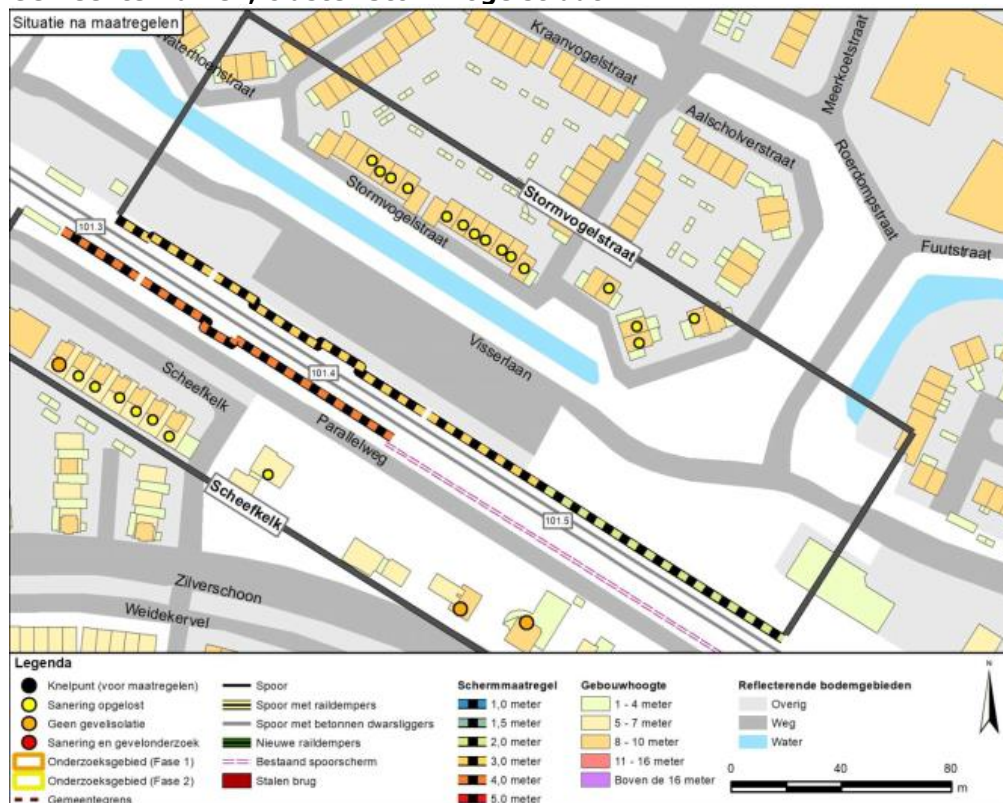 Situatie na maatregelen
Waterhoenstraat
Kraanvogelstraat
Meerkoetstraat
Aalscholverstraat
Roerdompstraat
Stormvogelstraat
Stormvogelstraat
Fuutstraat
101.3
Visserlaan
Scheefkelk
101.4
Parallelweg
Scheefkelk
101.5
Zilverschoon
Weidekervel
Legenda
Knelpunt (voor maatregelen)
Sanering opgelost
Geen gevelisolatie
Sanering en gevelonderzoek
Onderzoeksgebied (Fase 1)
Onderzoeksgebied (Fase 2)
Gemeentegrens
Spoor
Spoor met raildempers
Spoor met betonnen dwarsliggers
Nieuwe raildempers
Bestaand spoorscherm
Stalen brug
Schermmaatregel
1,0 meter
1,5 meter
2,0 meter
3,0 meter
4,0 meter
5,0 meter
Gebouwhoogte
1 - 4 meter
5 - 7 meter
8 - 10 meter
11 - 16 meter
Boven de 16 meter
Reflecterende bodemgebieden
Overig
Weg
Water
N
0 40 80
m